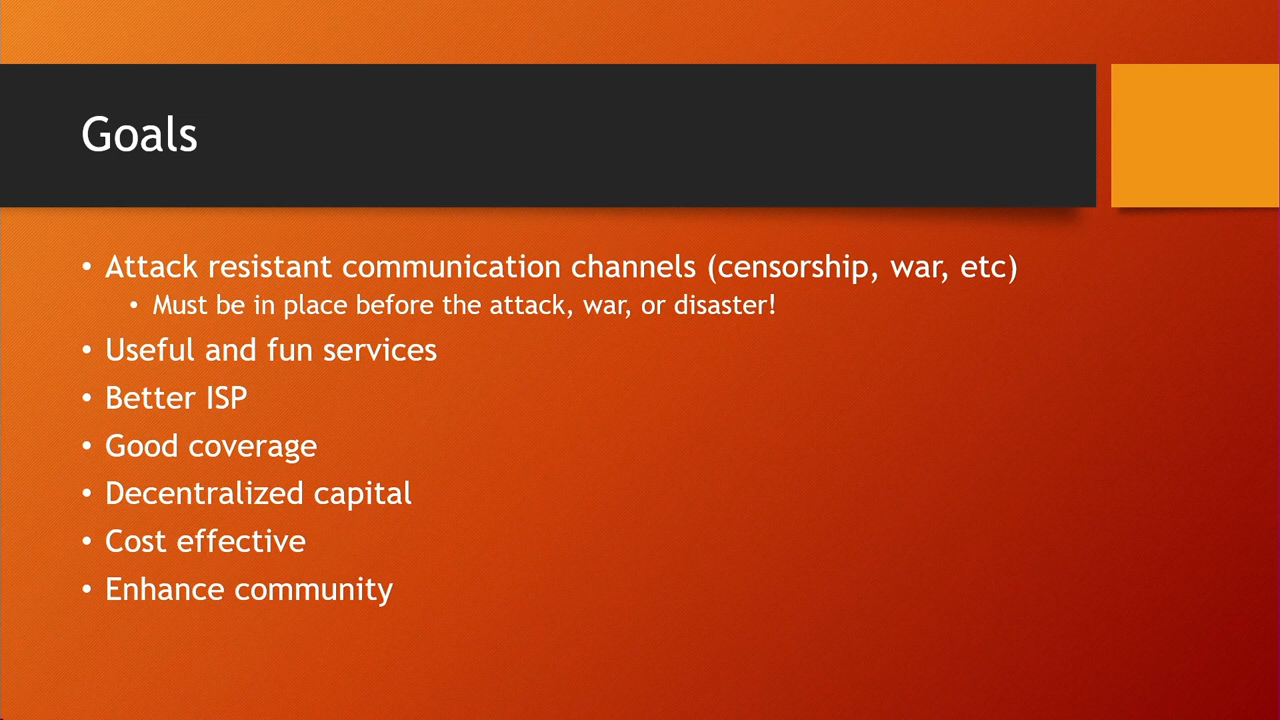 Goals
• Attack resistant communication channels (censorship, war, etc)
• Must be in place before the attack, war, or disaster!
• Useful and fun services
• Better ISP
• Good coverage
• Decentralized capital
• Cost effective
• Enhance community